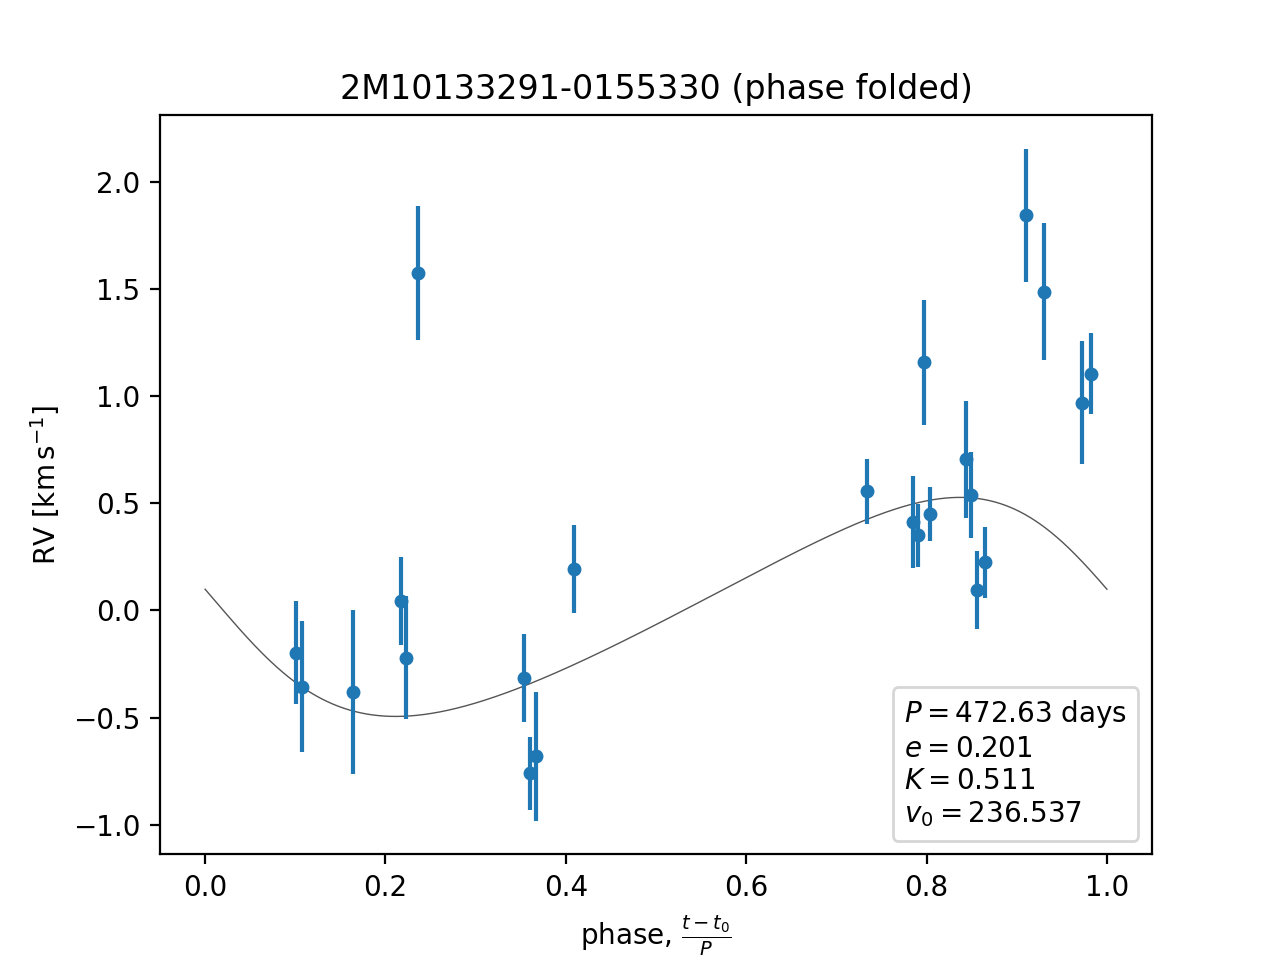 2M10133291-0155330 (phase folded)
RV [km s⁻¹]
2.0
1.5
1.0
0.5
0.0
−0.5
−1.0
P = 472.63 days
e = 0.201
K = 0.511
v₀ = 236.537
0.0 0.2 0.4 0.6 0.8 1.0
phase, (t − t₀)/P